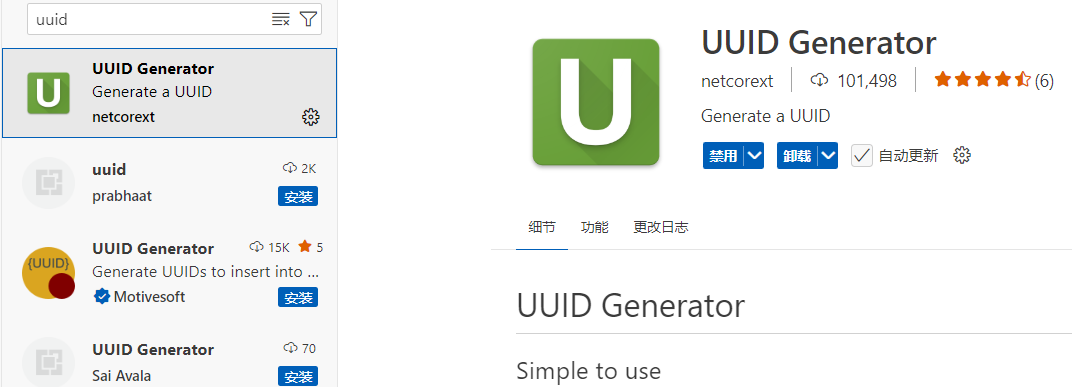 uuid
UUID Generator
Generate a UUID
netcorext
uuid
2K
prabhaat
安装
UUID Generator
15K
5
{UUID}
Generate UUIDs to insert into ...
Motivesoft
安装
UUID Generator
70
Sai Avala
安装
U
UUID Generator
netcorext
101,498
(6)
Generate a UUID
禁用
卸载
自动更新
细节
功能
更改日志
UUID Generator
Simple to use